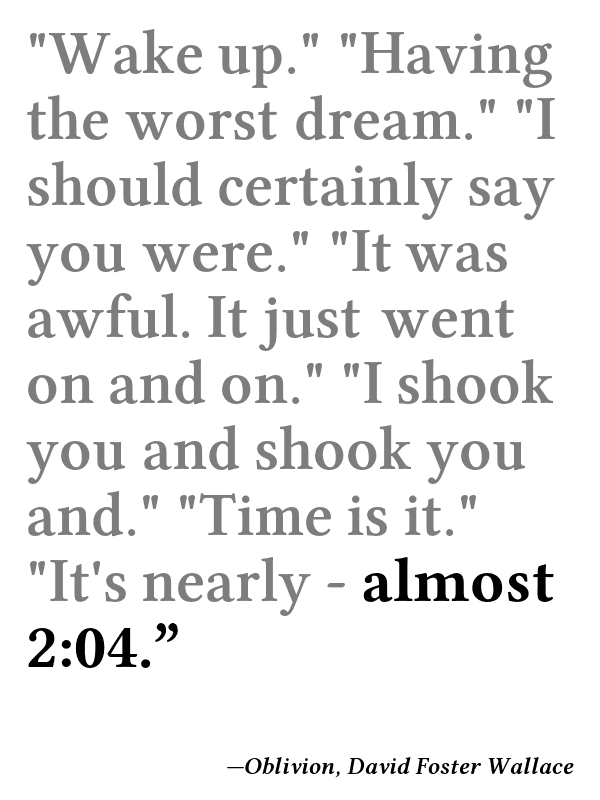 "Wake up." "Having
the worst dream." "I
should certainly say
you were." "It was
awful. It just went
on and on." "I shook
you and shook you
and." "Time is it."
"It's nearly - almost
2:04.”
—Oblivion, David Foster Wallace